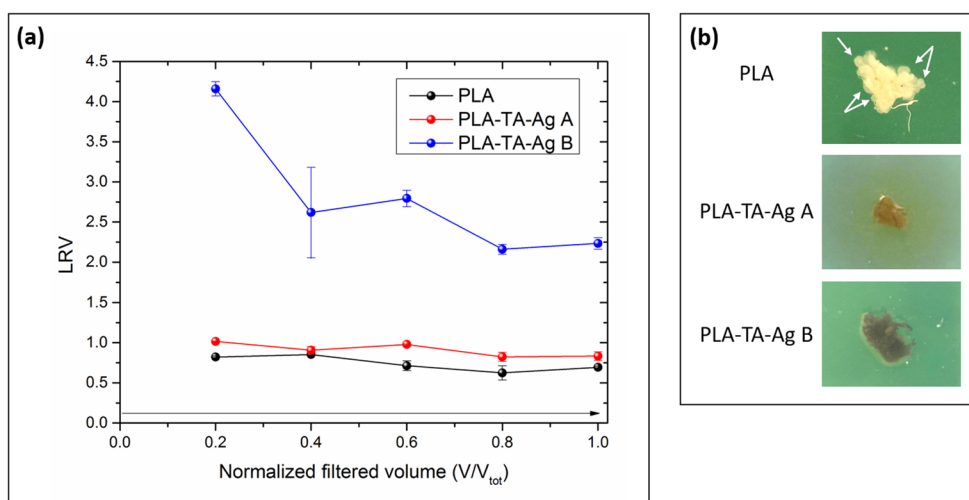 (a)
4.5
4.0
3.5
3.0
2.5
2.0
1.5
1.0
0.5
0.0
LRV
PLA
PLA-TA-Ag A
PLA-TA-Ag B
0.0 0.2 0.4 0.6 0.8 1.0
Normalized filtered volume (V/Vtot)
(b)
PLA
PLA-TA-Ag A
PLA-TA-Ag B